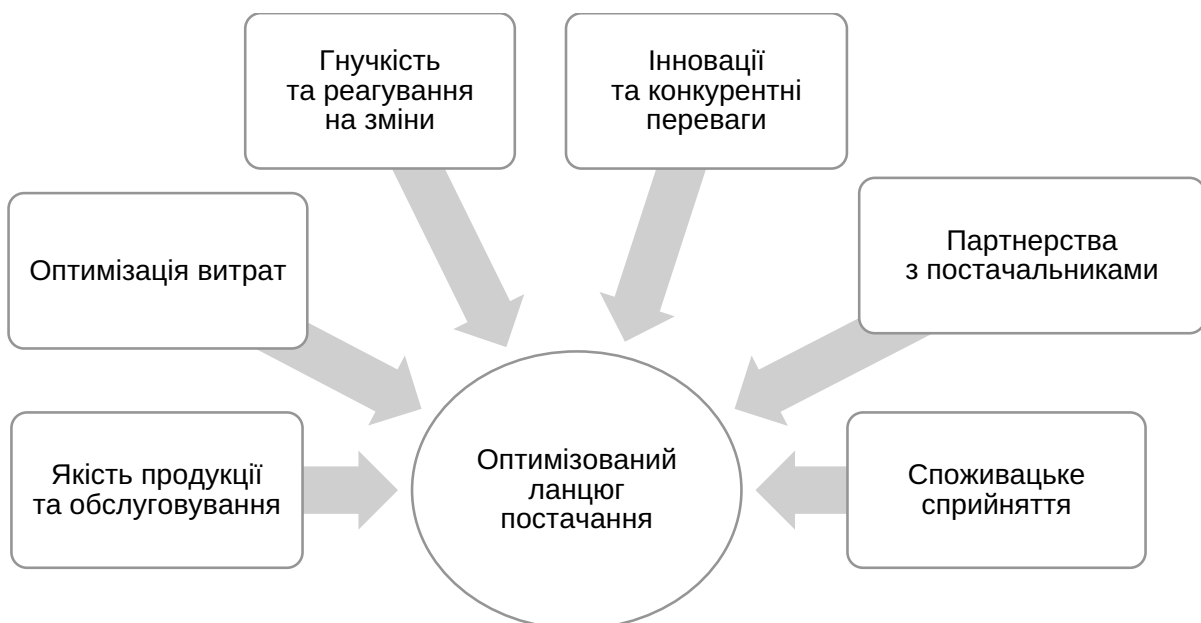 Гнучкість
та реагування
на зміни
Інновації
та конкурентні
переваги
Оптимізація витрат
Партнерства
з постачальниками
Якість продукції
та обслуговування
Оптимізований
ланцюг
постачання
Споживацьке
сприйняття